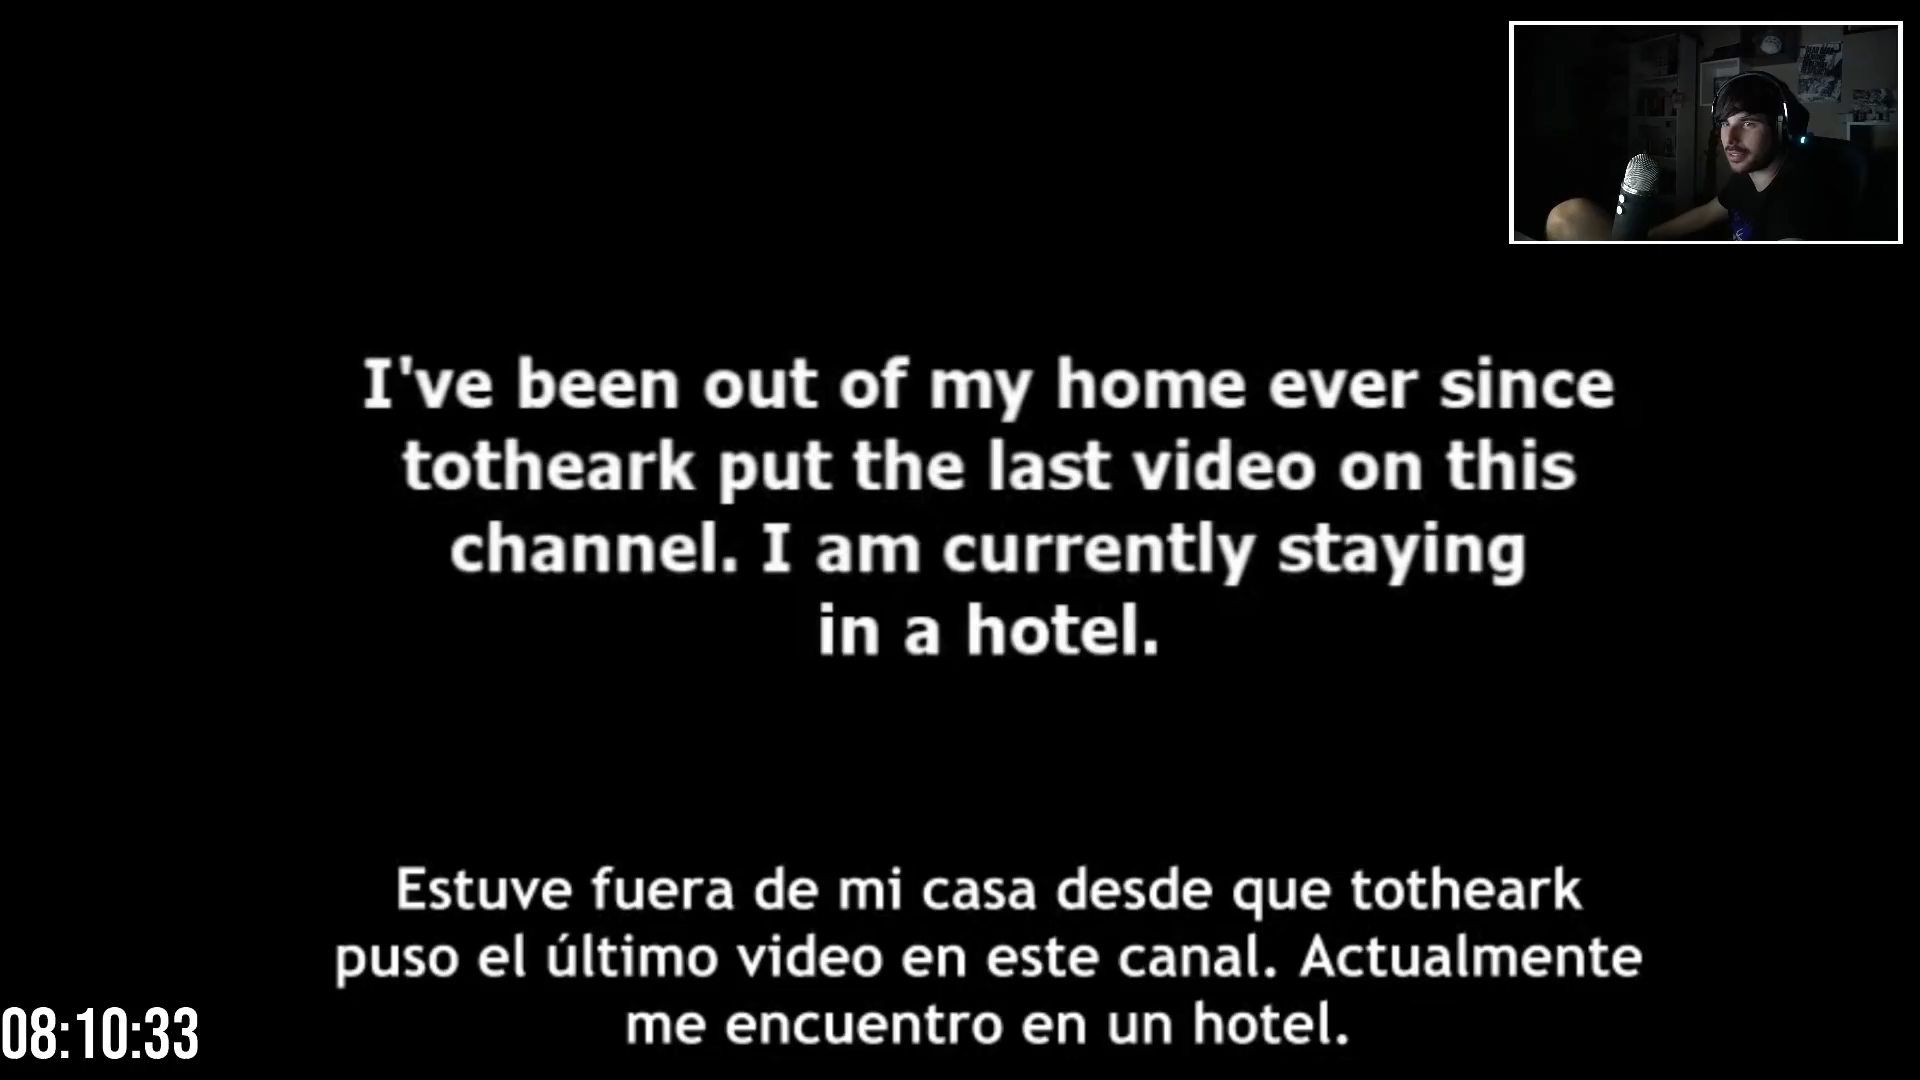 I've been out of my home ever since
totheark put the last video on this
channel. I am currently staying
in a hotel.
Estuve fuera de mi casa desde que totheark
puso el último video en este canal. Actualmente
me encuentro en un hotel.
08:10:33